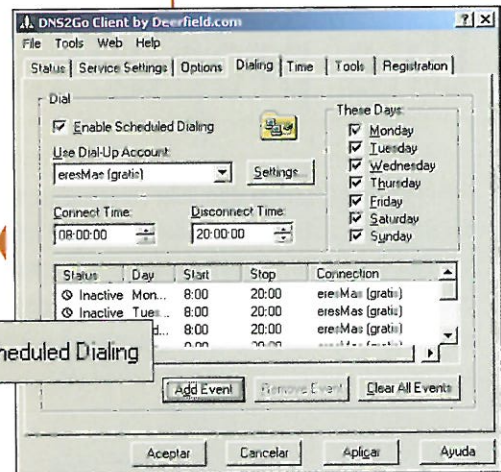 DNS2Go Client by Deerfield.com
File Tools Web Help
Status Service Settings Options Dialing Time Tools Registration
Dial
Enable Scheduled Dialing
Use Dial-Up Account:
eresMas (gratis)
Settings
Connect Time:
Disconnect Time:
08:00:00
20:00:00
These Days:
Monday
Tuesday
Wednesday
Thursday
Friday
Saturday
Sunday
Status Day Start Stop Connection
Inactive Mon... 8:00 20:00 eresMas (gratis)
Inactive Tues... 8:00 20:00 eresMas (gratis)
8:00 20:00 eresMas (gratis)
heduled Dialing
Add Event Remove Event Clear All Events
Aceptar Cancelar Aplicar Ayuda